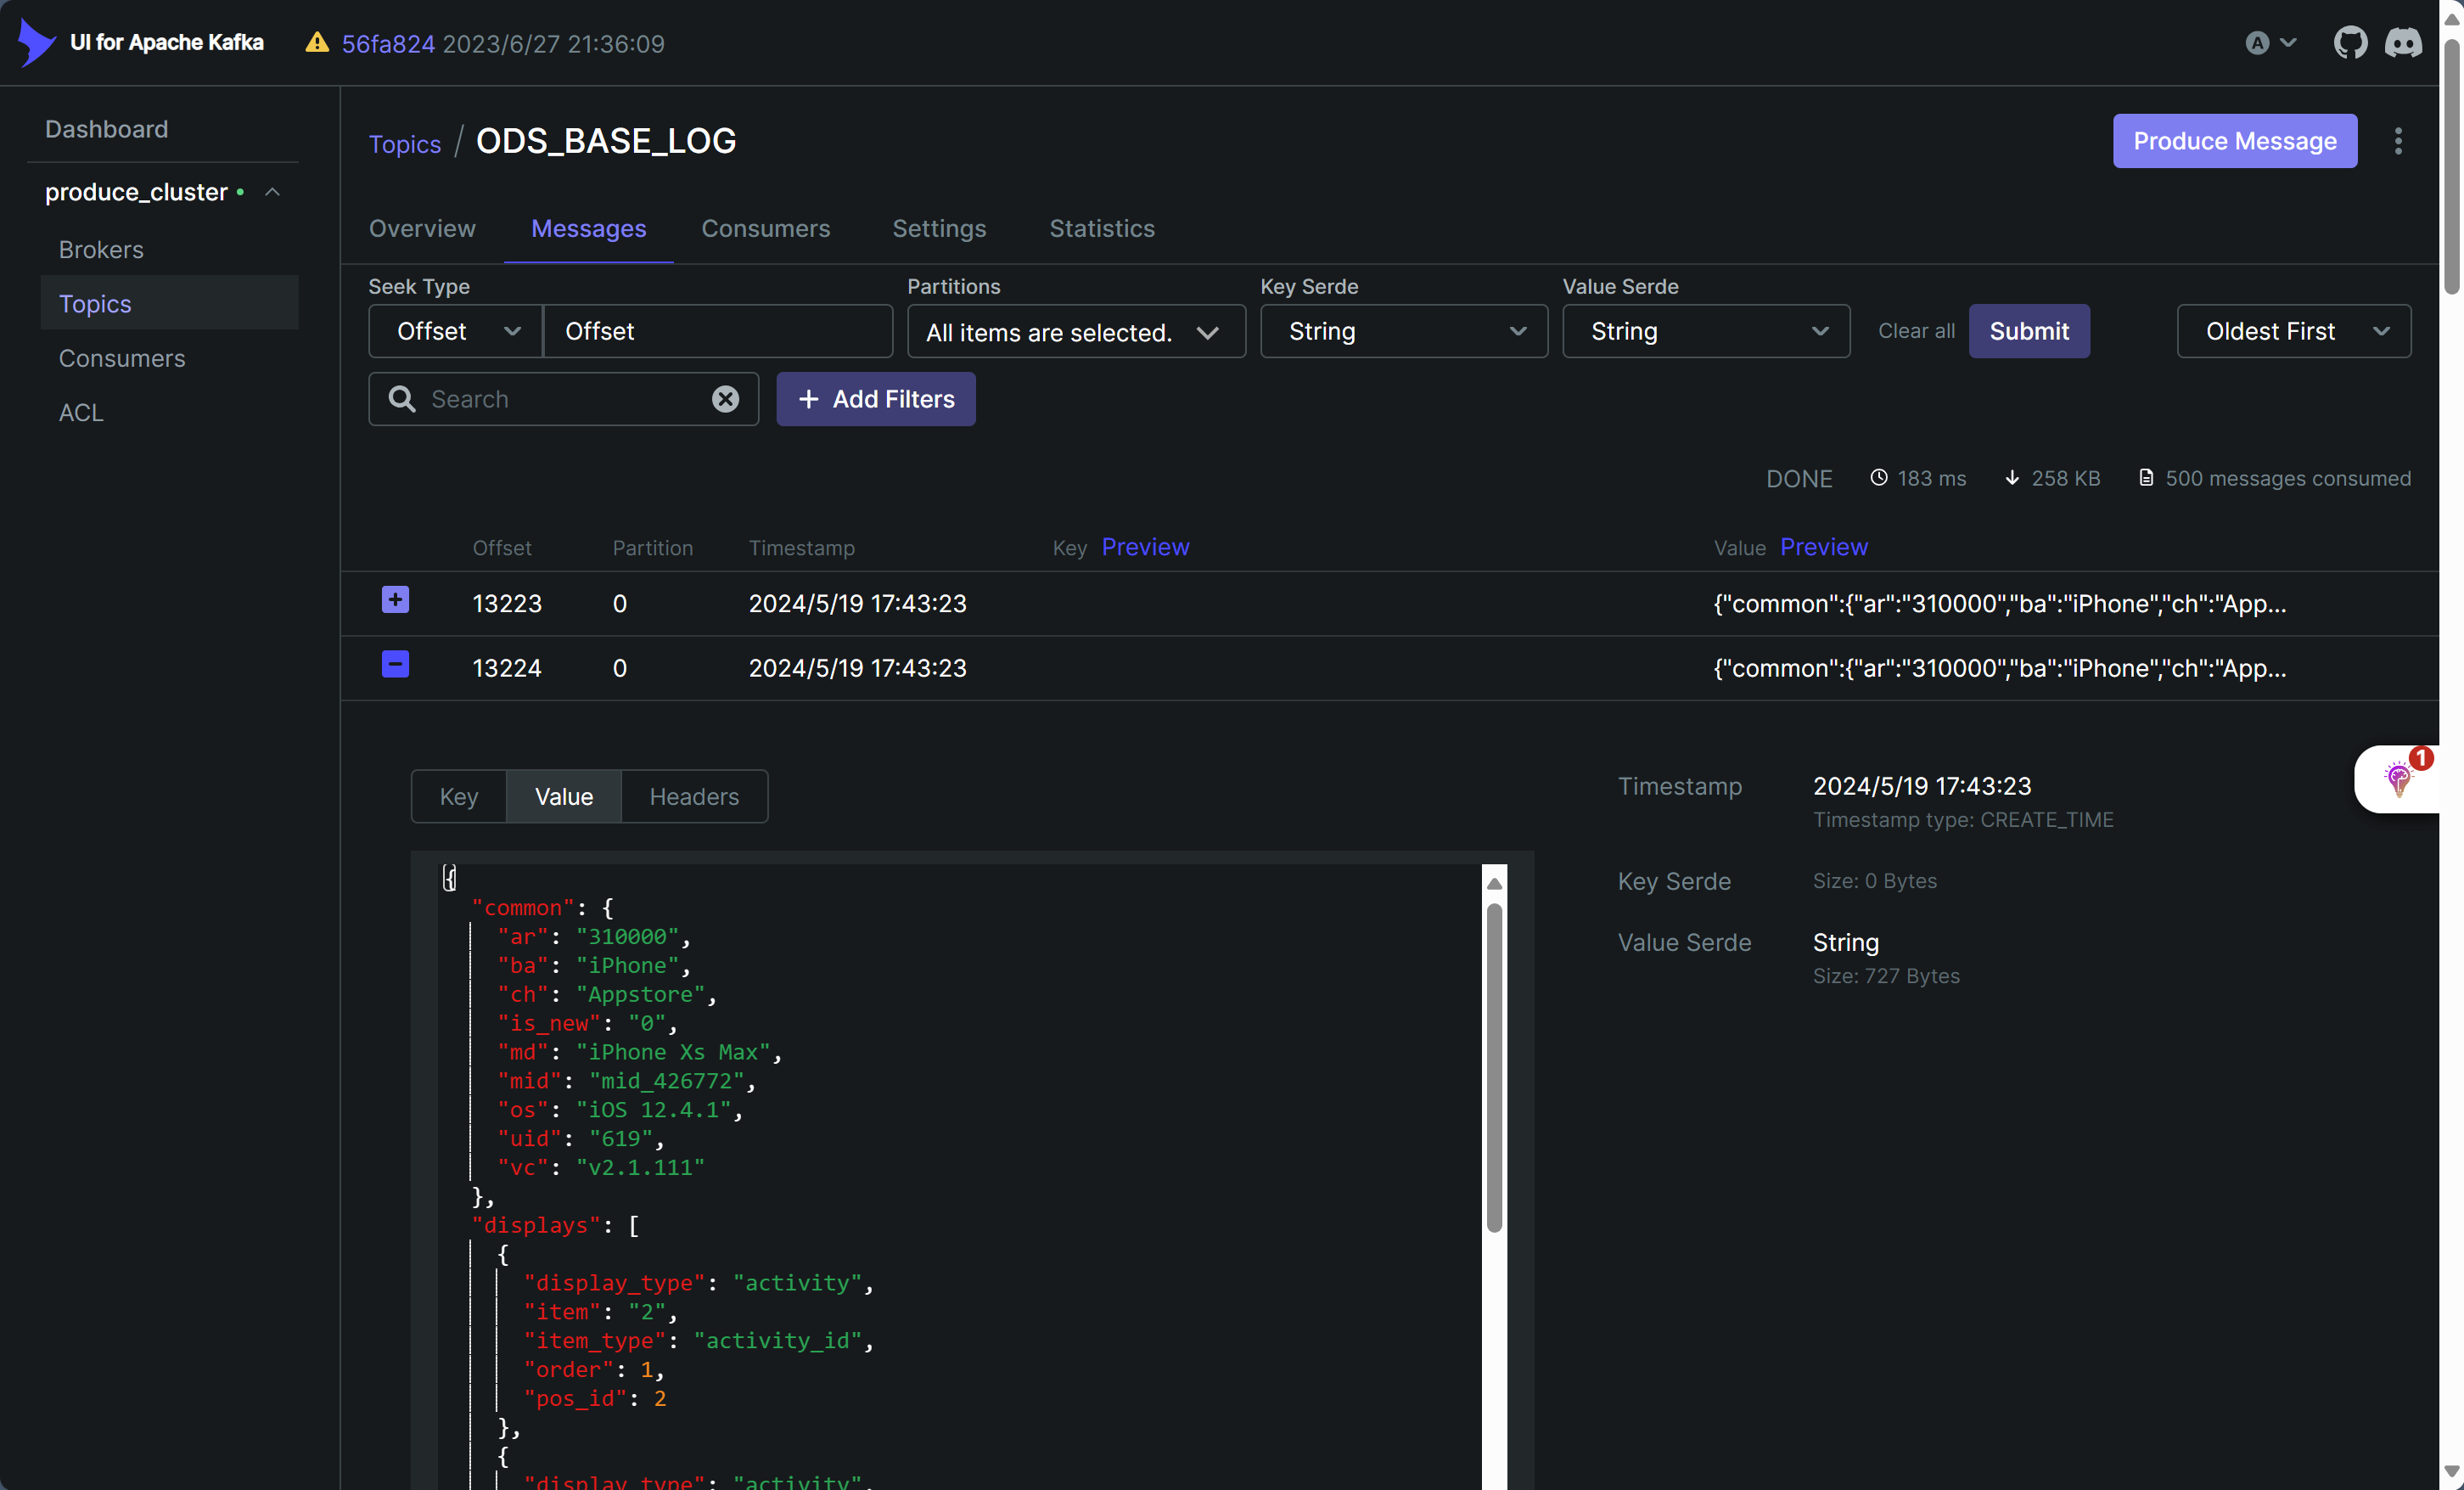 UI for Apache Kafka
56fa824 2023/6/27 21:36:09
A
Dashboard
produce_cluster
Brokers
Topics
Consumers
ACL
Topics / ODS_BASE_LOG
Produce Message
Overview Messages Consumers Settings Statistics
Seek Type Partitions Key Serde Value Serde
Offset Offset All items are selected. String String Clear all Submit Oldest First
Search Add Filters
DONE 183 ms 258 KB 500 messages consumed
Offset Partition Timestamp Key Preview Value Preview
13223 0 2024/5/19 17:43:23 {"common":{"ar":"310000","ba":"iPhone","ch":"App...
13224 0 2024/5/19 17:43:23 {"common":{"ar":"310000","ba":"iPhone","ch":"App...
1
Key Value Headers
Timestamp 2024/5/19 17:43:23
Timestamp type: CREATE_TIME
Key Serde Size: 0 Bytes
Value Serde String
Size: 727 Bytes
{
"common": {
"ar": "310000",
"ba": "iPhone",
"ch": "Appstore",
"is_new": "0",
"md": "iPhone Xs Max",
"mid": "mid_426772",
"os": "iOS 12.4.1",
"uid": "619",
"vc": "v2.1.111"
},
"displays": [
{
"display_type": "activity",
"item": "2",
"item_type": "activity_id",
"order": 1,
"pos_id": 2
},
{
"display_type": "activity",